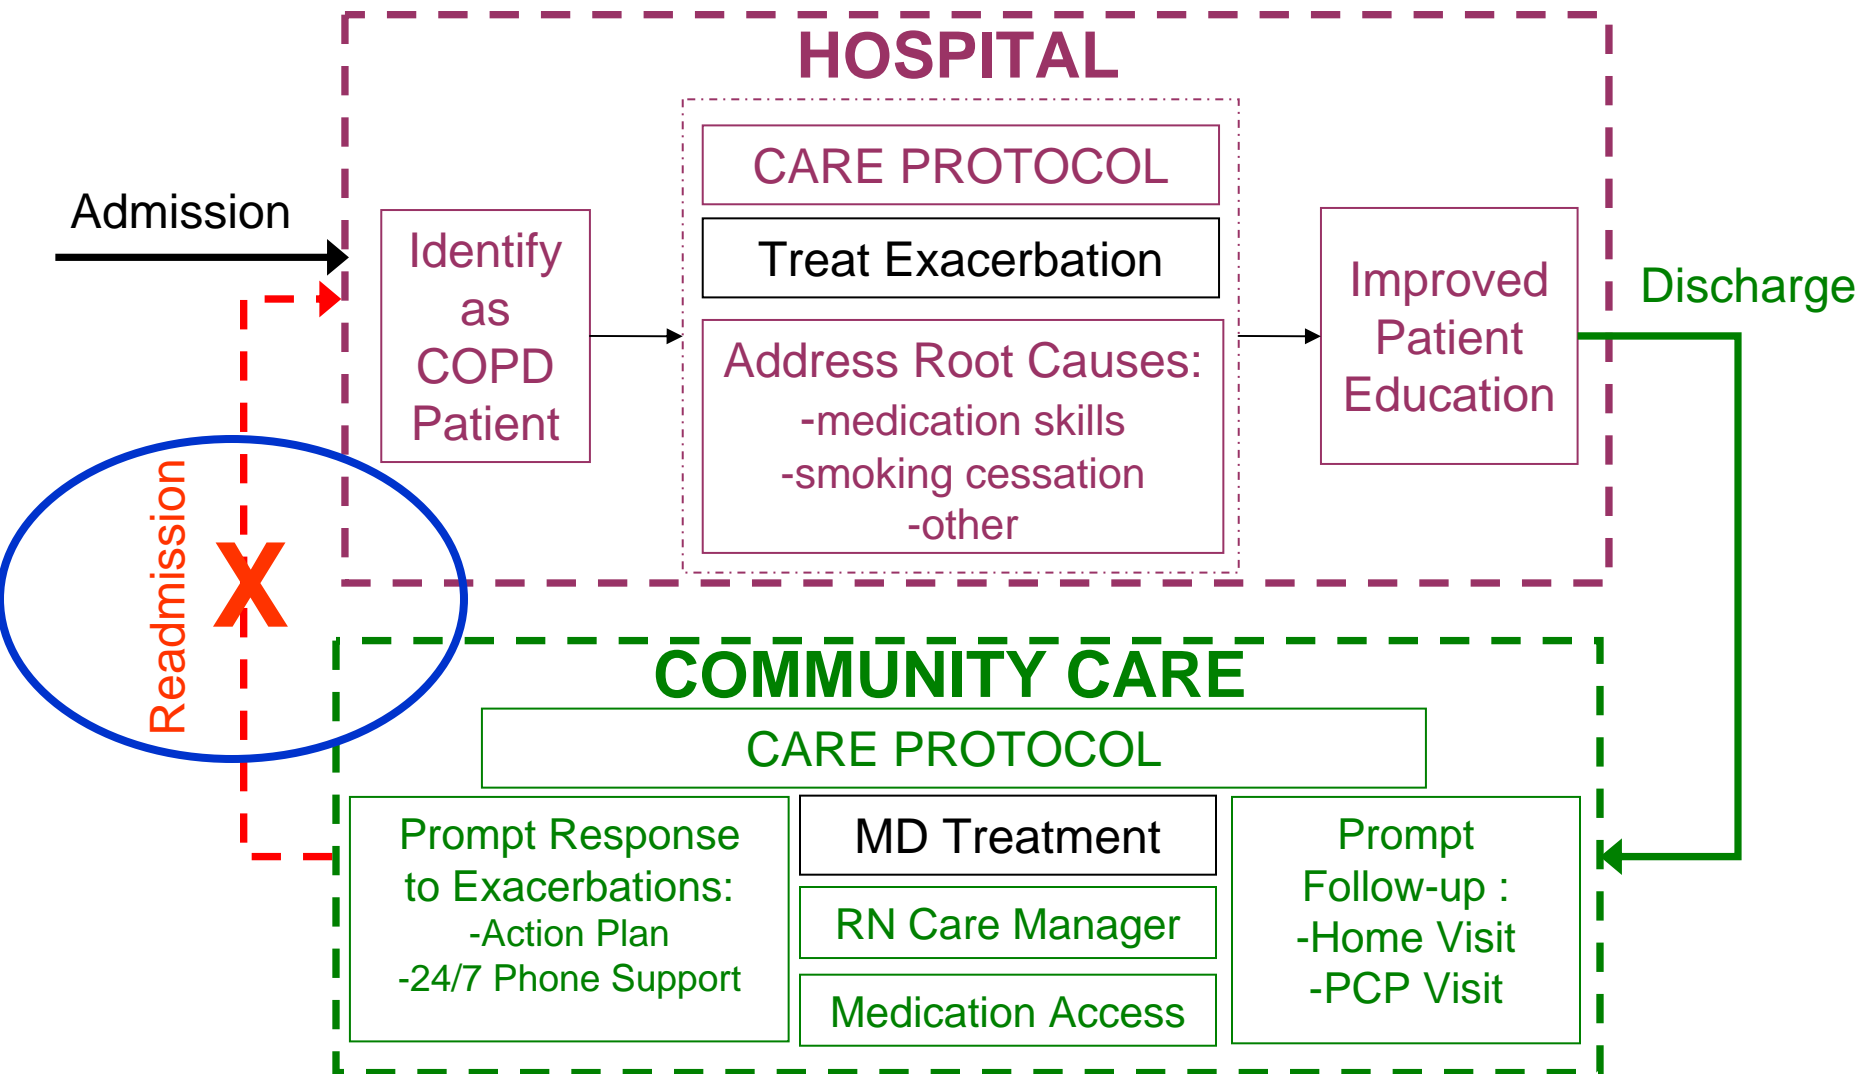 HOSPITAL
Admission
Identify
as
COPD
Patient
CARE PROTOCOL
Treat Exacerbation
Address Root Causes:
-medication skills
-smoking cessation
-other
Improved
Patient
Education
Discharge
Readmission
X
COMMUNITY CARE
CARE PROTOCOL
Prompt Response
to Exacerbations:
-Action Plan
-24/7 Phone Support
MD Treatment
RN Care Manager
Medication Access
Prompt
Follow-up :
-Home Visit
-PCP Visit